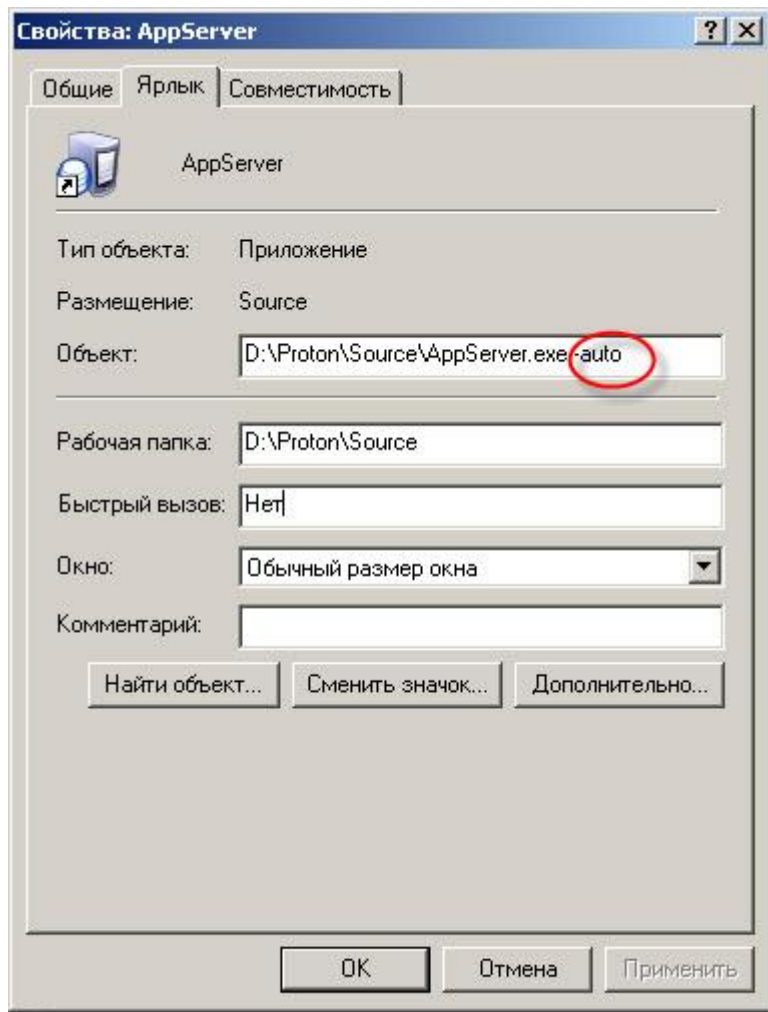 Свойства: AppServer
Общие Ярлык Совместимость
AppServer
Тип объекта: Приложение
Размещение: Source
Объект: D:\Proton\Source\AppServer.exe -auto
Рабочая папка: D:\Proton\Source
Быстрый вызов: Нет
Окно: Обычный размер окна
Комментарий:
Найти объект... Сменить значок... Дополнительно...
OK Отмена Применить